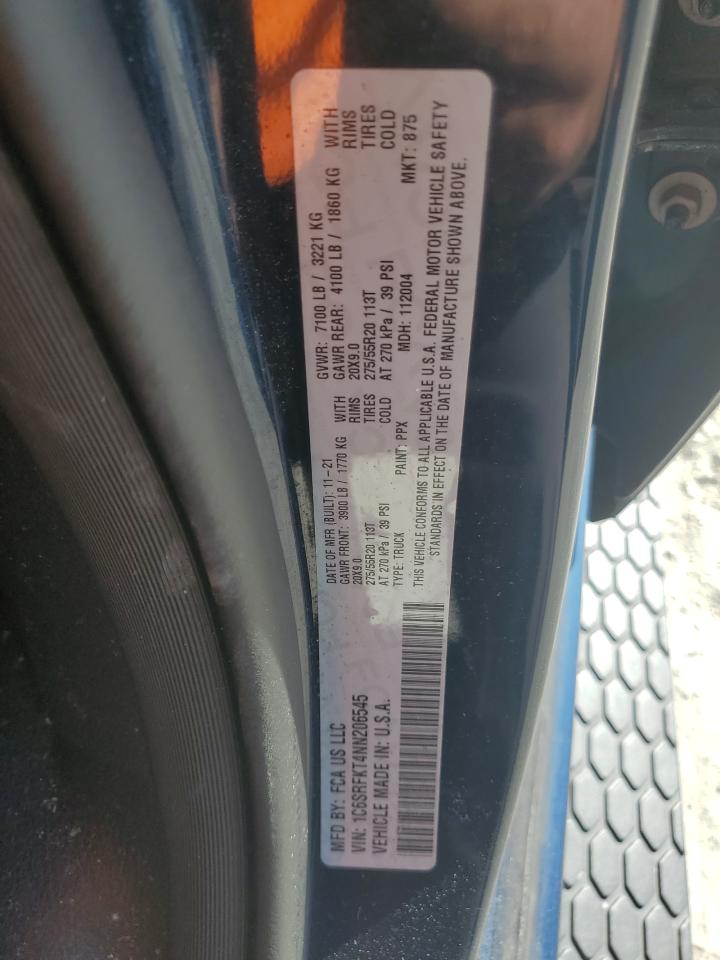 MFD BY: FCA US LLC
DATE OF MFR (BUILT): 11-21
GVWR: 7100 LB / 3221 KG
GAWR FRONT: 3900 LB / 1770 KG WITH
20X9.0 RIMS
275/55R20 113T TIRES
AT 270 kPa / 39 PSI COLD
GAWR REAR: 4100 LB / 1860 KG WITH
20X9.0 RIMS
275/55R20 113T TIRES
AT 270 kPa / 39 PSI COLD
VIN: 1C6SRFKT4NN206545
TYPE: TRUCK PAINT: PPX MDH: 112004 MKT: 875
VEHICLE MADE IN: U.S.A.
THIS VEHICLE CONFORMS TO ALL APPLICABLE U.S.A. FEDERAL MOTOR VEHICLE SAFETY
STANDARDS IN EFFECT ON THE DATE OF MANUFACTURE SHOWN ABOVE.